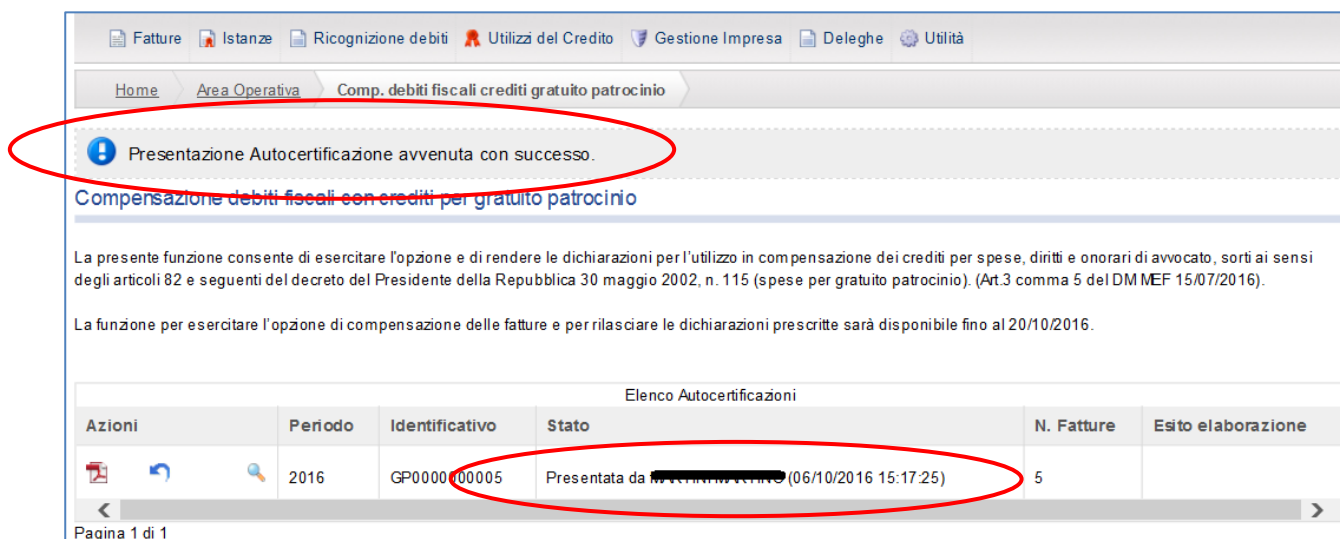 Fatture Istanze Ricognizione debiti Utilizzi del Credito Gestione Impresa Deleghe Utilità
Home Area Operativa Comp. debiti fiscali crediti gratuito patrocinio
Presentazione Autocertificazione avvenuta con successo.
Compensazione debiti fiscali con crediti per gratuito patrocinio
La presente funzione consente di esercitare l'opzione e di rendere le dichiarazioni per l'utilizzo in compensazione dei crediti per spese, diritti e onorari di avvocato, sorti ai sensi
degli articoli 82 e seguenti del decreto del Presidente della Repubblica 30 maggio 2002, n. 115 (spese per gratuito patrocinio). (Art.3 comma 5 del DM MEF 15/07/2016).
La funzione per esercitare l'opzione di compensazione delle fatture e per rilasciare le dichiarazioni prescritte sarà disponibile fino al 20/10/2016.
Elenco Autocertificazioni
Azioni Periodo Identificativo Stato N. Fatture Esito elaborazione
2016 GP0000000005 Presentata da (06/10/2016 15:17:25) 5
Pagina 1 di 1